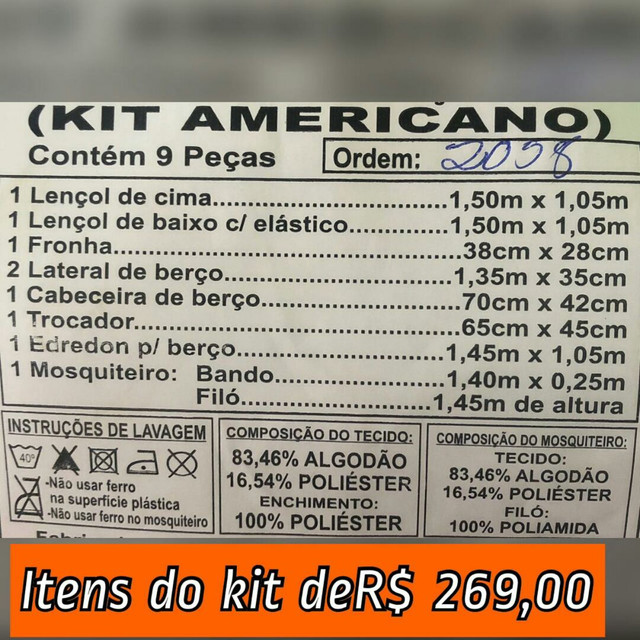 (KIT AMERICANO)
Contém 9 Peças
Ordem: 2058
1 Lençol de cima..............................1,50m x 1,05m
1 Lençol de baixo c/ elástico.............1,50m x 1,05m
1 Fronha.............................................38cm x 28cm
2 Lateral de berço.............................1,35m x 35cm
1 Cabeceira de berço.........................70cm x 42cm
1 Trocador..........................................65cm x 45cm
1 Edredon p/ berço..........................1,45m x 1,05m
1 Mosquiteiro: Bando........................1,40m x 0,25m
Filó........................1,45m de altura
INSTRUÇÕES DE LAVAGEM
40º
-Não usar ferro
na superfície plástica
-Não usar ferro no mosquiteiro
COMPOSIÇÃO DO TECIDO:
83,46% ALGODÃO
16,54% POLIÉSTER
ENCHIMENTO:
100% POLIÉSTER
COMPOSIÇÃO DO MOSQUITEIRO:
TECIDO:
83,46% ALGODÃO
16,54% POLIÉSTER
FILÓ:
100% POLIAMIDA
Itens do kit deR$ 269,00